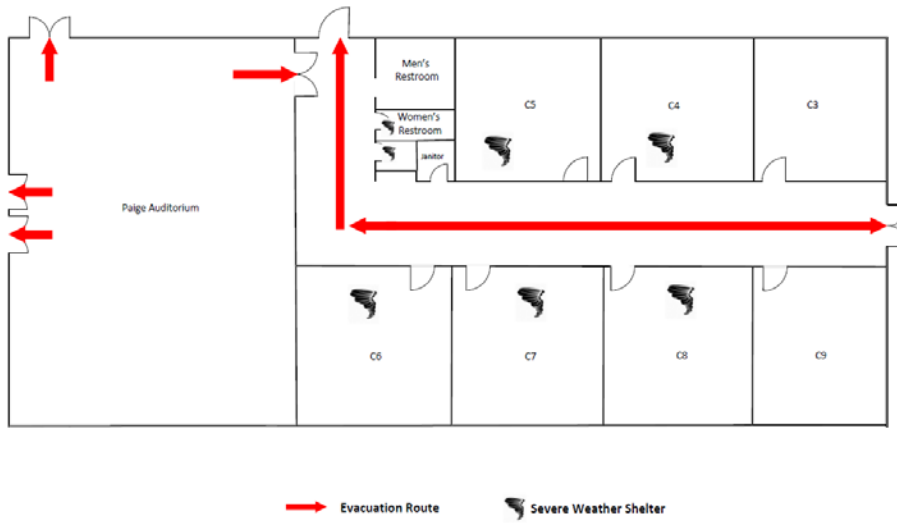 Men's
Restroom
Women's
Restroom
Janitor
C5
C4
C3
Paige Auditorium
C6
C7
C8
C9
Evacuation Route
Severe Weather Shelter